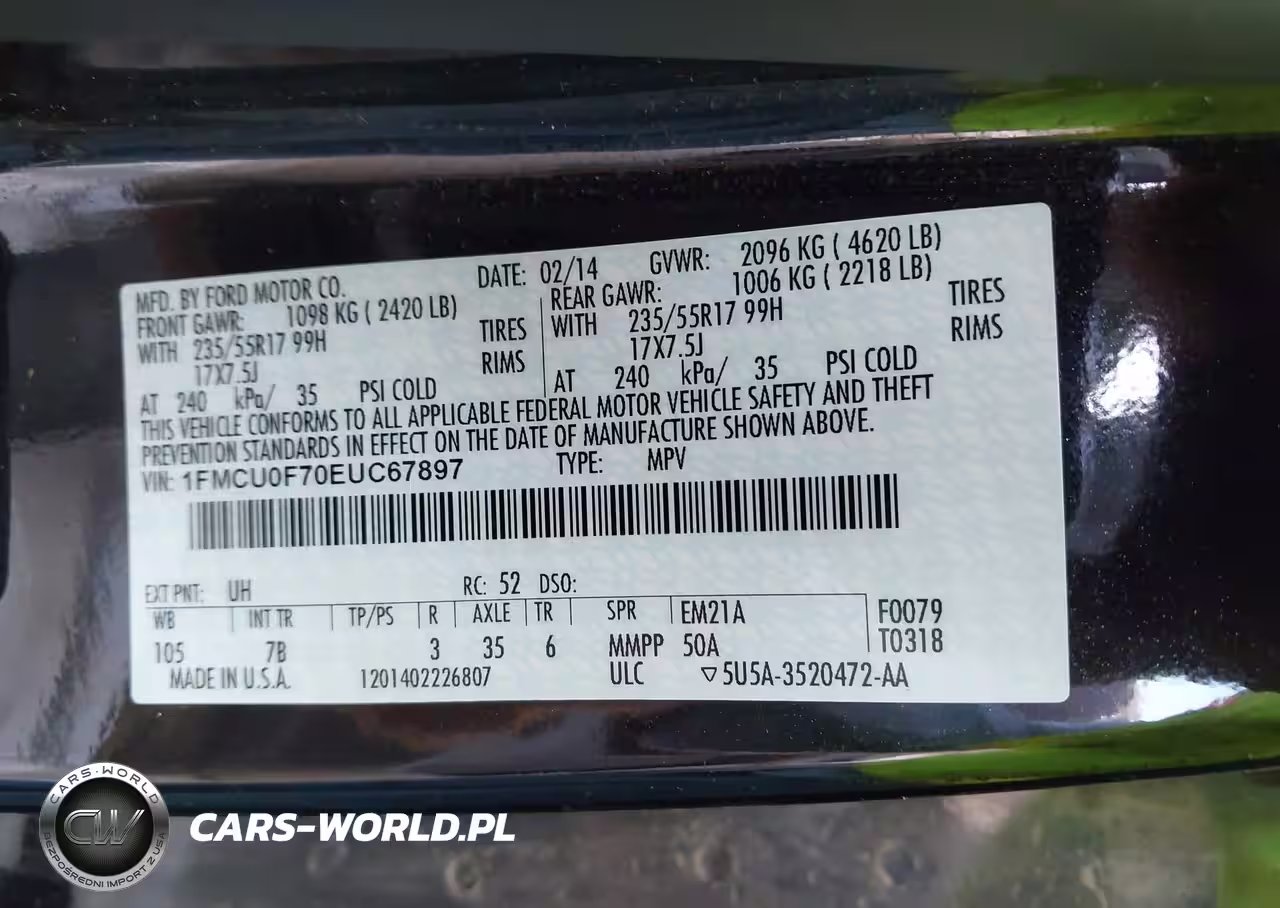 MFD. BY FORD MOTOR CO.
DATE: 02/14
GVWR: 2096 KG ( 4620 LB)
FRONT GAWR: 1098 KG ( 2420 LB)
REAR GAWR: 1006 KG ( 2218 LB)
WITH 235/55R17 99H TIRES
WITH 235/55R17 99H TIRES
17X7.5J RIMS
17X7.5J RIMS
AT 240 kPa/ 35 PSI COLD
AT 240 kPa/ 35 PSI COLD
THIS VEHICLE CONFORMS TO ALL APPLICABLE FEDERAL MOTOR VEHICLE SAFETY AND THEFT
PREVENTION STANDARDS IN EFFECT ON THE DATE OF MANUFACTURE SHOWN ABOVE.
VIN: 1FMCU0F70EUC67897
TYPE: MPV
EXT PNT: UH RC: 52 DSO:
WB INT TR TP/PS R AXLE TR SPR EM21A F0079
105 7B 3 35 6 MMPP 50A T0318
MADE IN U.S.A. 1201402226807 ULC ▽5U5A-3520472-AA
CARS-WORLD
CW
BEZPOŚREDNI IMPORT Z USA
CARS-WORLD.PL